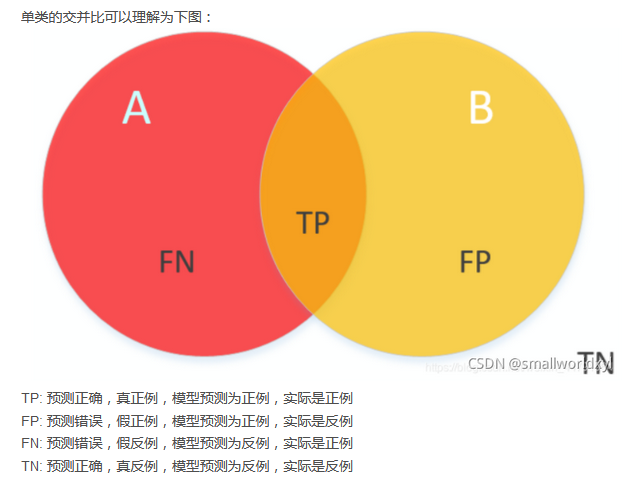 单类的交并比可以理解为下图：
A
B
TP
FN
FP
TN
CSDN @smallworldxyl
TP: 预测正确，真正例，模型预测为正例，实际是正例
FP: 预测错误，假正例，模型预测为正例，实际是反例
FN: 预测错误，假反例，模型预测为反例，实际是正例
TN: 预测正确，真反例，模型预测为反例，实际是反例